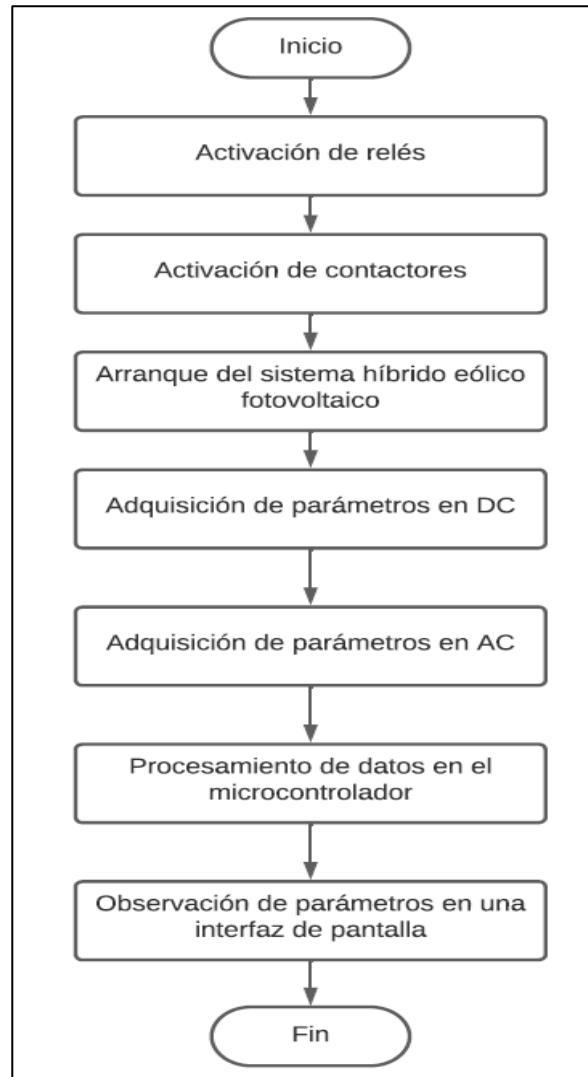 Inicio
Activación de relés
Activación de contactores
Arranque del sistema híbrido eólico
fotovoltaico
Adquisición de parámetros en DC
Adquisición de parámetros en AC
Procesamiento de datos en el
microcontrolador
Observación de parámetros en una
interfaz de pantalla
Fin